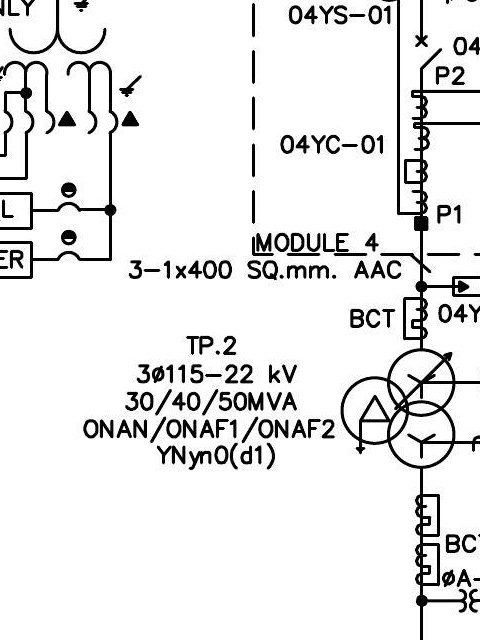 NLY
04YS-01
04
P2
04YC-01
L
P1
MODULE 4
ER
3-1x400 SQ.mm. AAC
04Y
BCT
TP.2
3ø115-22 kV
30/40/50MVA
ONAN/ONAF1/ONAF2
YNyn0(d1)
BC
øA-